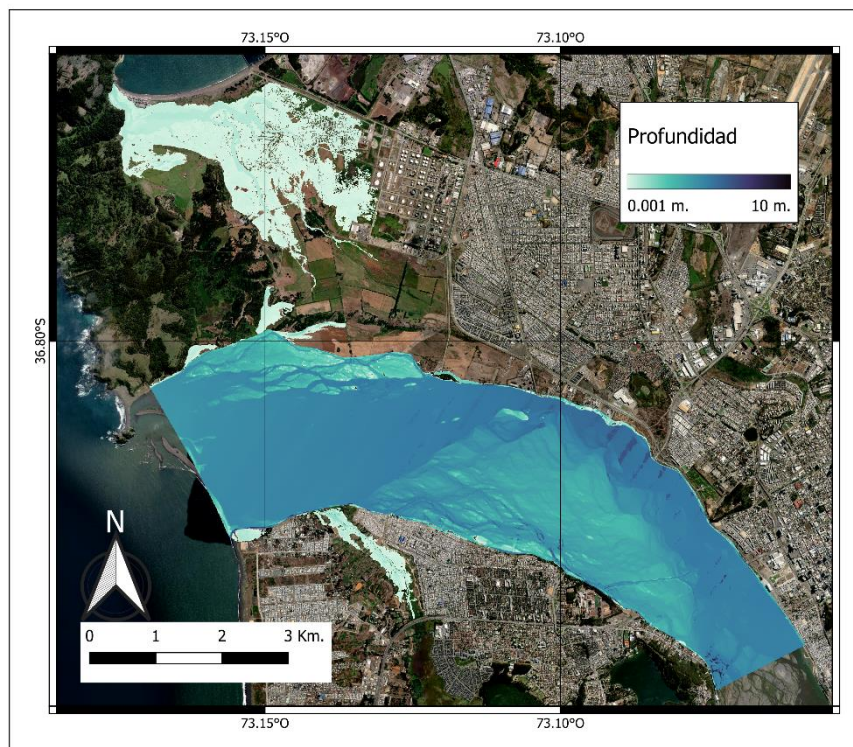 73.15°O 73.10°O
Profundidad
0.001 m. 10 m.
36.80°S
N
0 1 2 3 Km.
73.15°O 73.10°O